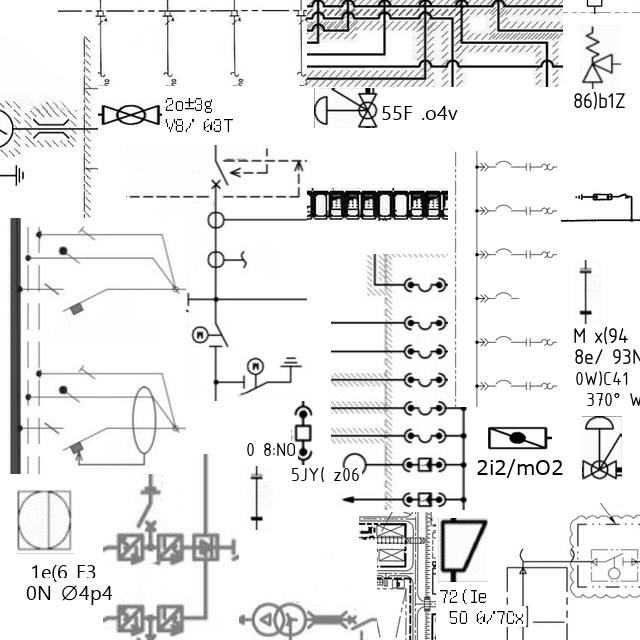 2o±3g
V8/ 03T
55F .o4v
86)b1Z
M x(94
8e/ 93N
0W)C41
370° W
M
M
0 8:NO
5JY( z06
2i2/mO2
1e(6 F3
0N Ø4p4
72(Ie
5O 0/7Cx